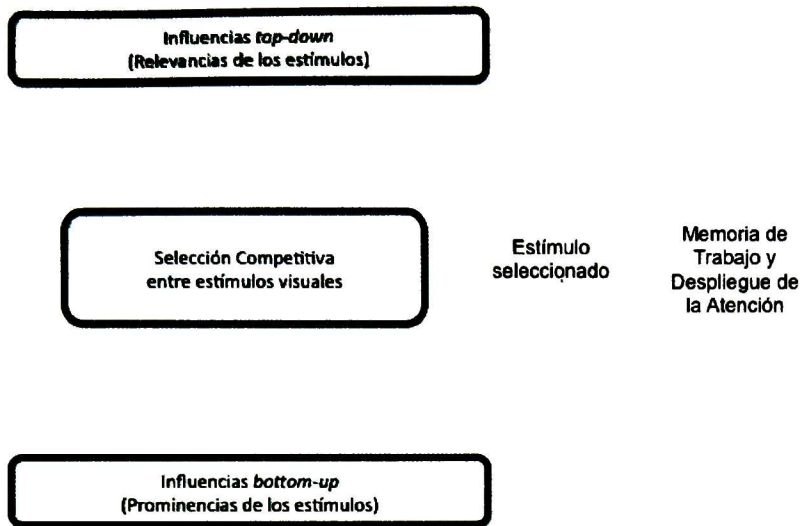 Influencias top-down
(Relevancias de los estímulos)
Selección Competitiva
entre estímulos visuales
Estímulo
seleccionado
Memoria de
Trabajo y
Despliegue de
la Atención
Influencias bottom-up
(Prominencias de los estímulos)